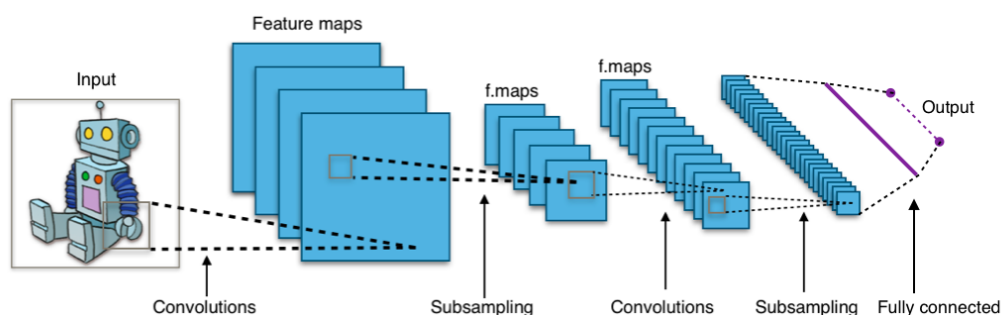 Feature maps
Input
f.maps
f.maps
Output
Convolutions
Subsampling
Convolutions
Subsampling
Fully connected